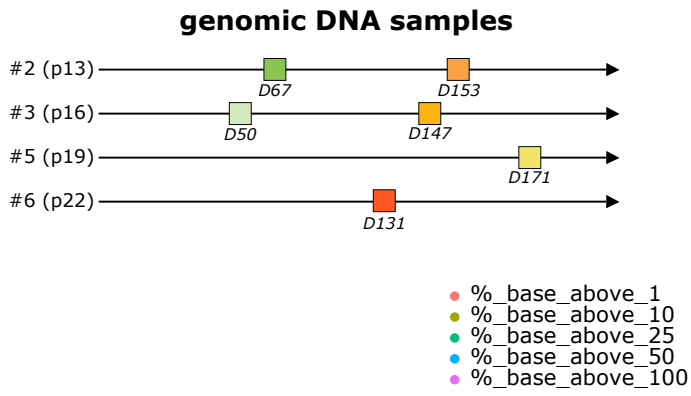 genomic DNA samples
#2 (p13)
D67
D153
#3 (p16)
D50
D147
#5 (p19)
D171
#6 (p22)
D131
%_base_above_1
%_base_above_10
%_base_above_25
%_base_above_50
%_base_above_100